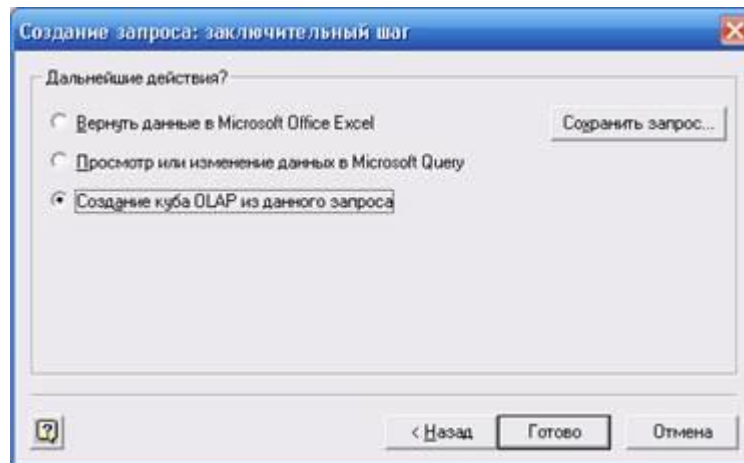 Создание запроса: заключительный шаг
Дальнейшие действия?
Вернуть данные в Microsoft Office Excel
Сохранить запрос...
Просмотр или изменение данных в Microsoft Query
Создание куба OLAP из данного запроса
< Назад
Готово
Отмена